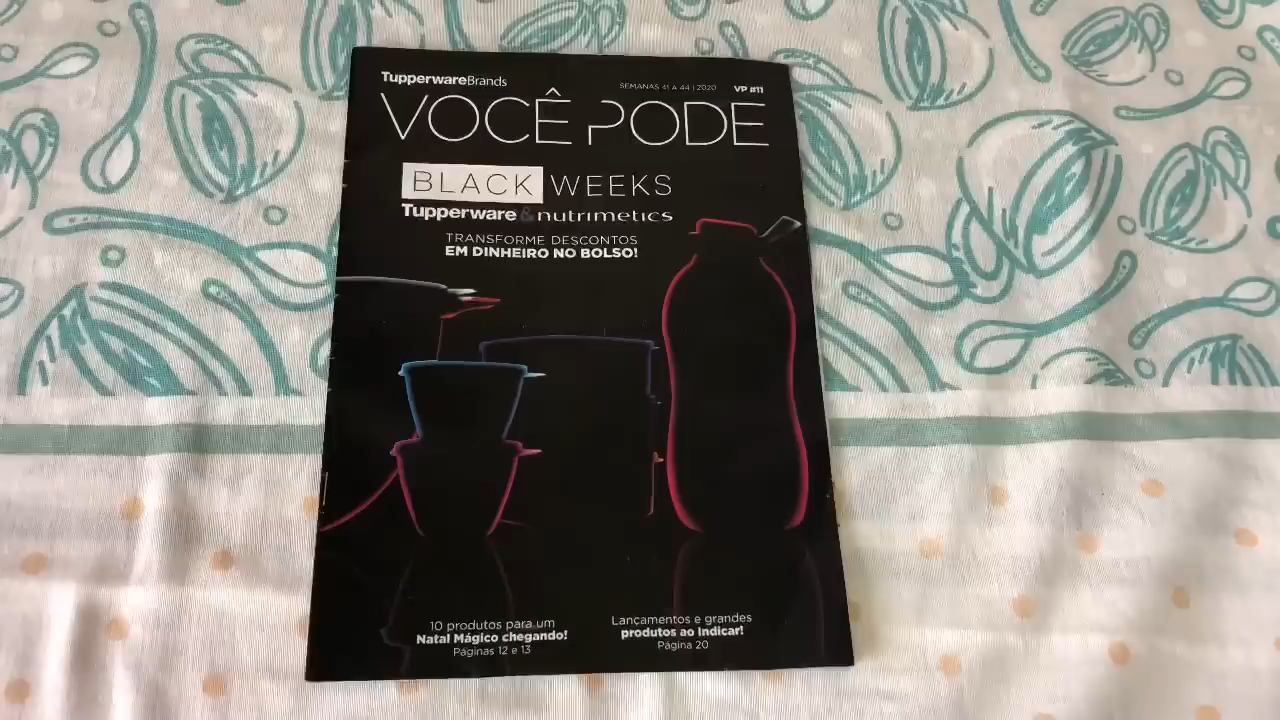 TupperwareBrands
SEMANAS 41 A 44 | 2020 VP #11
VOCÊ PODE
BLACK WEEKS
Tupperware & nutrimetics
TRANSFORME DESCONTOS
EM DINHEIRO NO BOLSO!
10 produtos para um
Natal Mágico chegando!
Páginas 12 e 13
Lançamentos e grandes
produtos ao Indicar!
Página 20